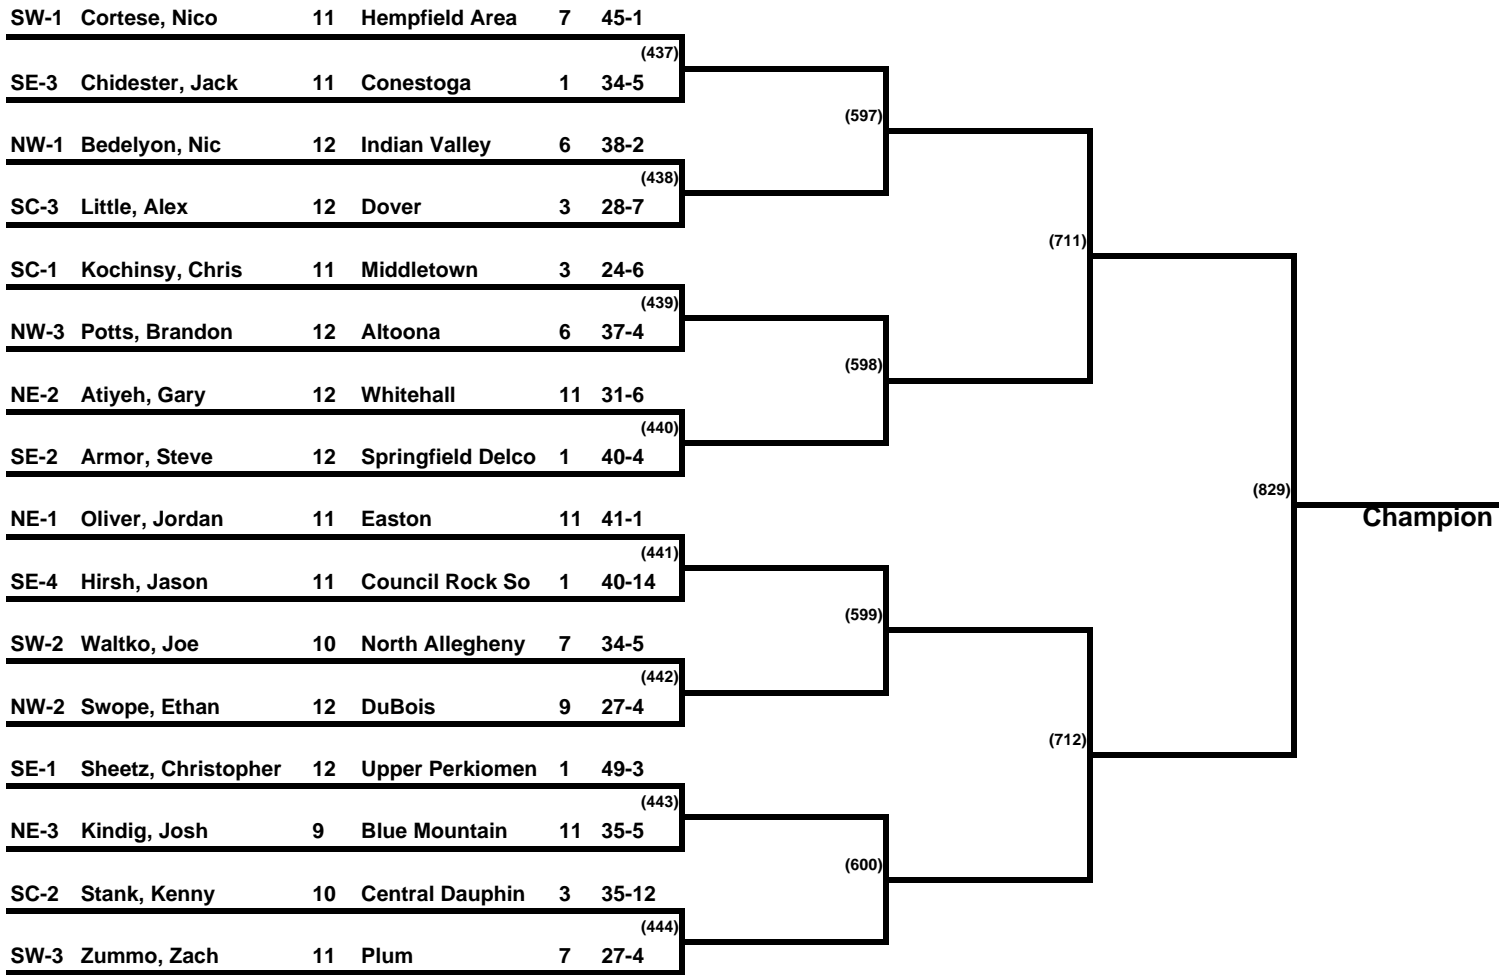 SW-1 Cortese, Nico 11 Hempfield Area 7 45-1
(437)
SE-3 Chidester, Jack 11 Conestoga 1 34-5
(597)
NW-1 Bedelyon, Nic 12 Indian Valley 6 38-2
(438)
SC-3 Little, Alex 12 Dover 3 28-7
(711)
SC-1 Kochinsy, Chris 11 Middletown 3 24-6
(439)
NW-3 Potts, Brandon 12 Altoona 6 37-4
(598)
NE-2 Atiyeh, Gary 12 Whitehall 11 31-6
(440)
SE-2 Armor, Steve 12 Springfield Delco 1 40-4
(829)
Champion
NE-1 Oliver, Jordan 11 Easton 11 41-1
(441)
SE-4 Hirsh, Jason 11 Council Rock So 1 40-14
(599)
SW-2 Waltko, Joe 10 North Allegheny 7 34-5
(442)
NW-2 Swope, Ethan 12 DuBois 9 27-4
(712)
SE-1 Sheetz, Christopher 12 Upper Perkiomen 1 49-3
(443)
NE-3 Kindig, Josh 9 Blue Mountain 11 35-5
(600)
SC-2 Stank, Kenny 10 Central Dauphin 3 35-12
(444)
SW-3 Zummo, Zach 11 Plum 7 27-4